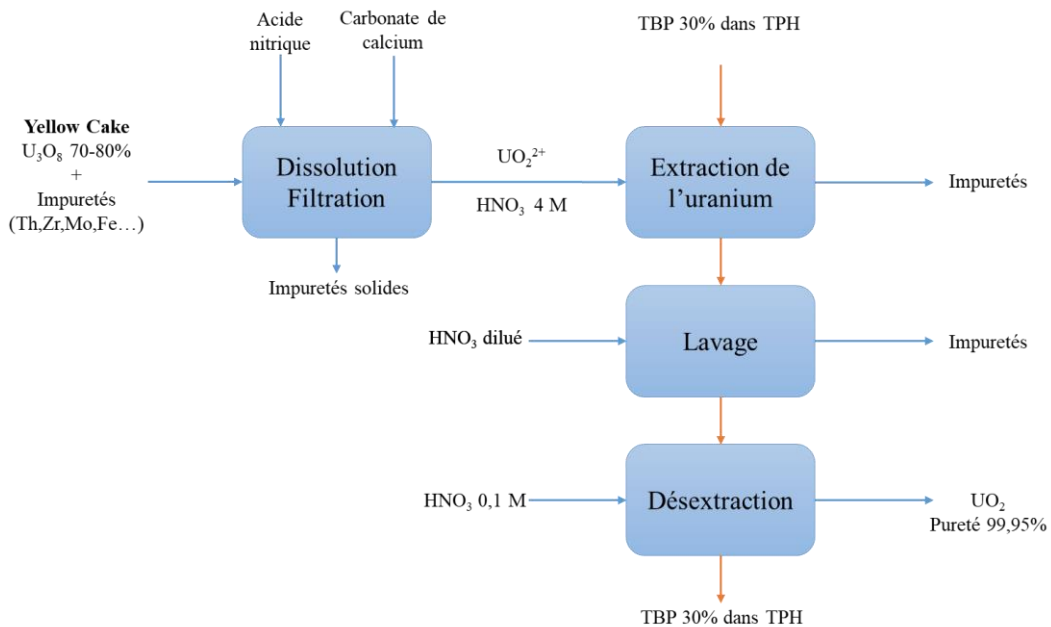 Acide
nitrique
Carbonate de
calcium
TBP 30% dans TPH
Yellow Cake
U₃O₈ 70-80%
+
Impuretés
(Th,Zr,Mo,Fe…)
Dissolution
Filtration
UO₂²⁺
HNO₃ 4 M
Extraction de
l’uranium
Impuretés
Impuretés solides
HNO₃ dilué
Lavage
Impuretés
HNO₃ 0,1 M
Désextraction
UO₂
Pureté 99,95%
TBP 30% dans TPH